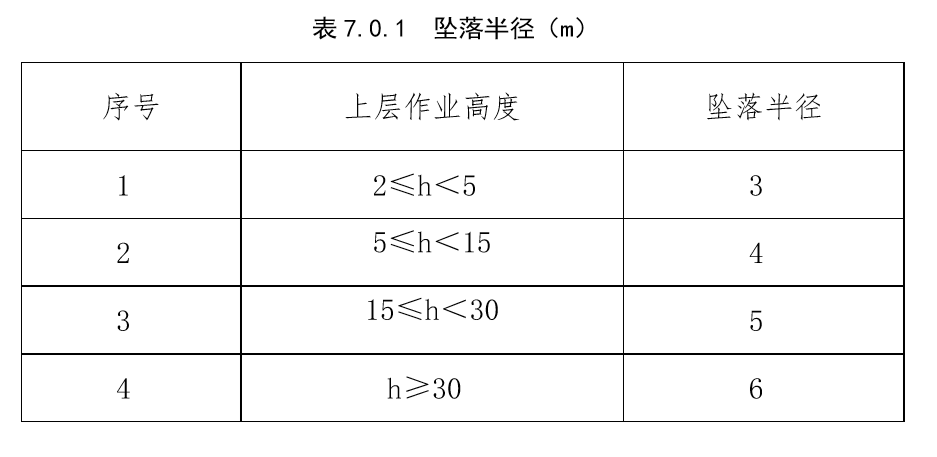 表7.0.1 坠落半径（m）
序号 上层作业高度 坠落半径
1 2≤h＜5 3
2 5≤h＜15 4
3 15≤h＜30 5
4 h≥30 6